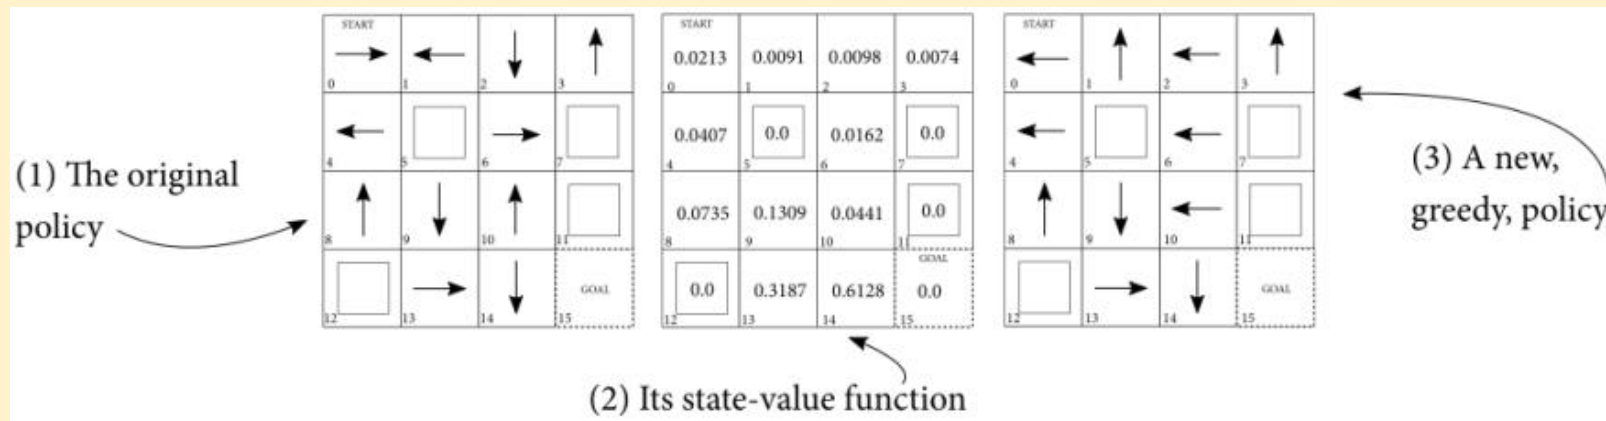 START
0
1
2
3
4
5
6
7
8
9
10
11
12
13
14
15
GOAL
(1) The original
policy
START
0.0213 0.0091 0.0098 0.0074
0 1 2 3
0.0407 0.0 0.0162 0.0
4 5 6 7
0.0735 0.1309 0.0441 0.0
8 9 10 11
GOAL
0.0 0.3187 0.6128 0.0
12 13 14 15
(2) Its state-value function
START
0
1
2
3
4
5
6
7
8
9
10
11
12
13
14
15
GOAL
(3) A new,
greedy, policy